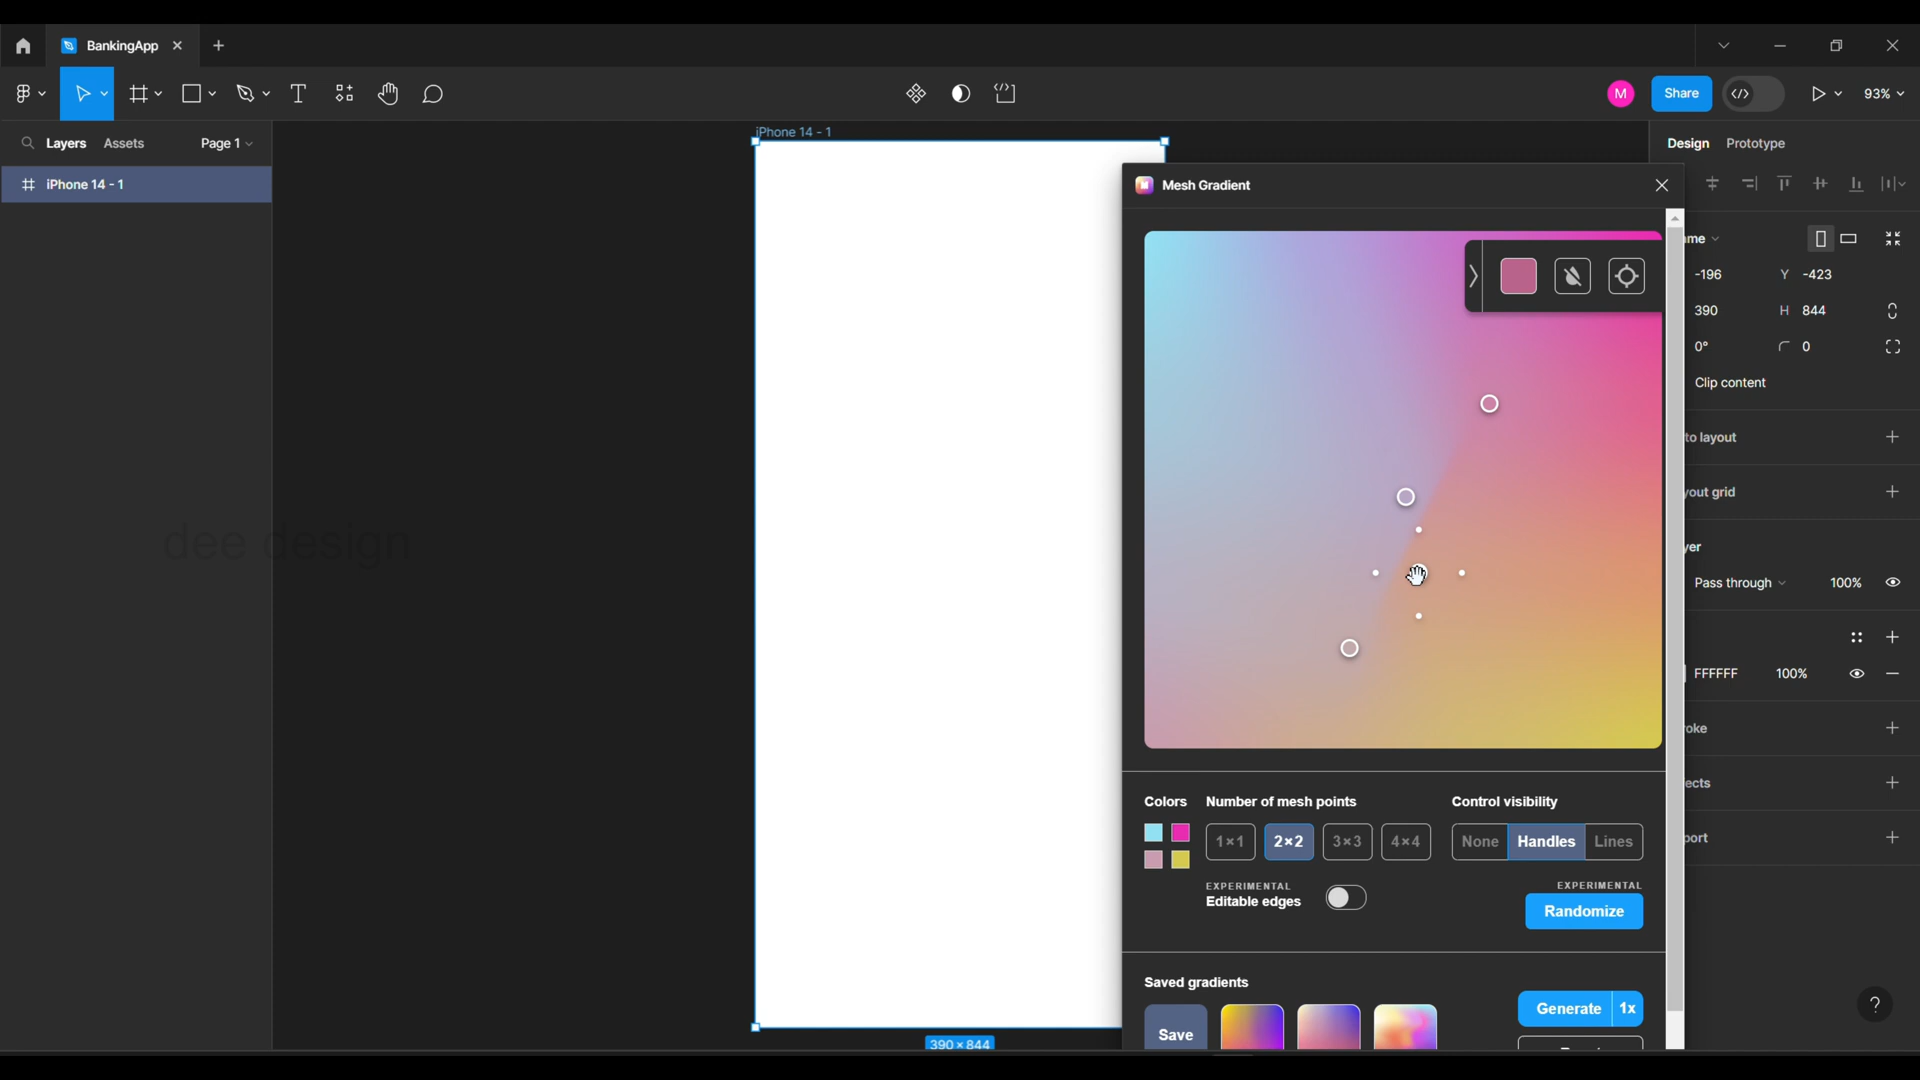 BankingApp
M
Share
93%
Layers
Assets
Page 1
iPhone 14 - 1
Design
Prototype
iPhone 14 - 1
Mesh Gradient
me
-196
Y
-423
390
H
844
0°
0
Clip content
to layout
yout grid
dee design
yer
Pass through
100%
FFFFFF
100%
roke
ects
port
Colors
Number of mesh points
Control visibility
1×1
2×2
3×3
4×4
None
Handles
Lines
EXPERIMENTAL
Editable edges
EXPERIMENTAL
Randomize
Saved gradients
Save
Generate
1x
?
390 × 844